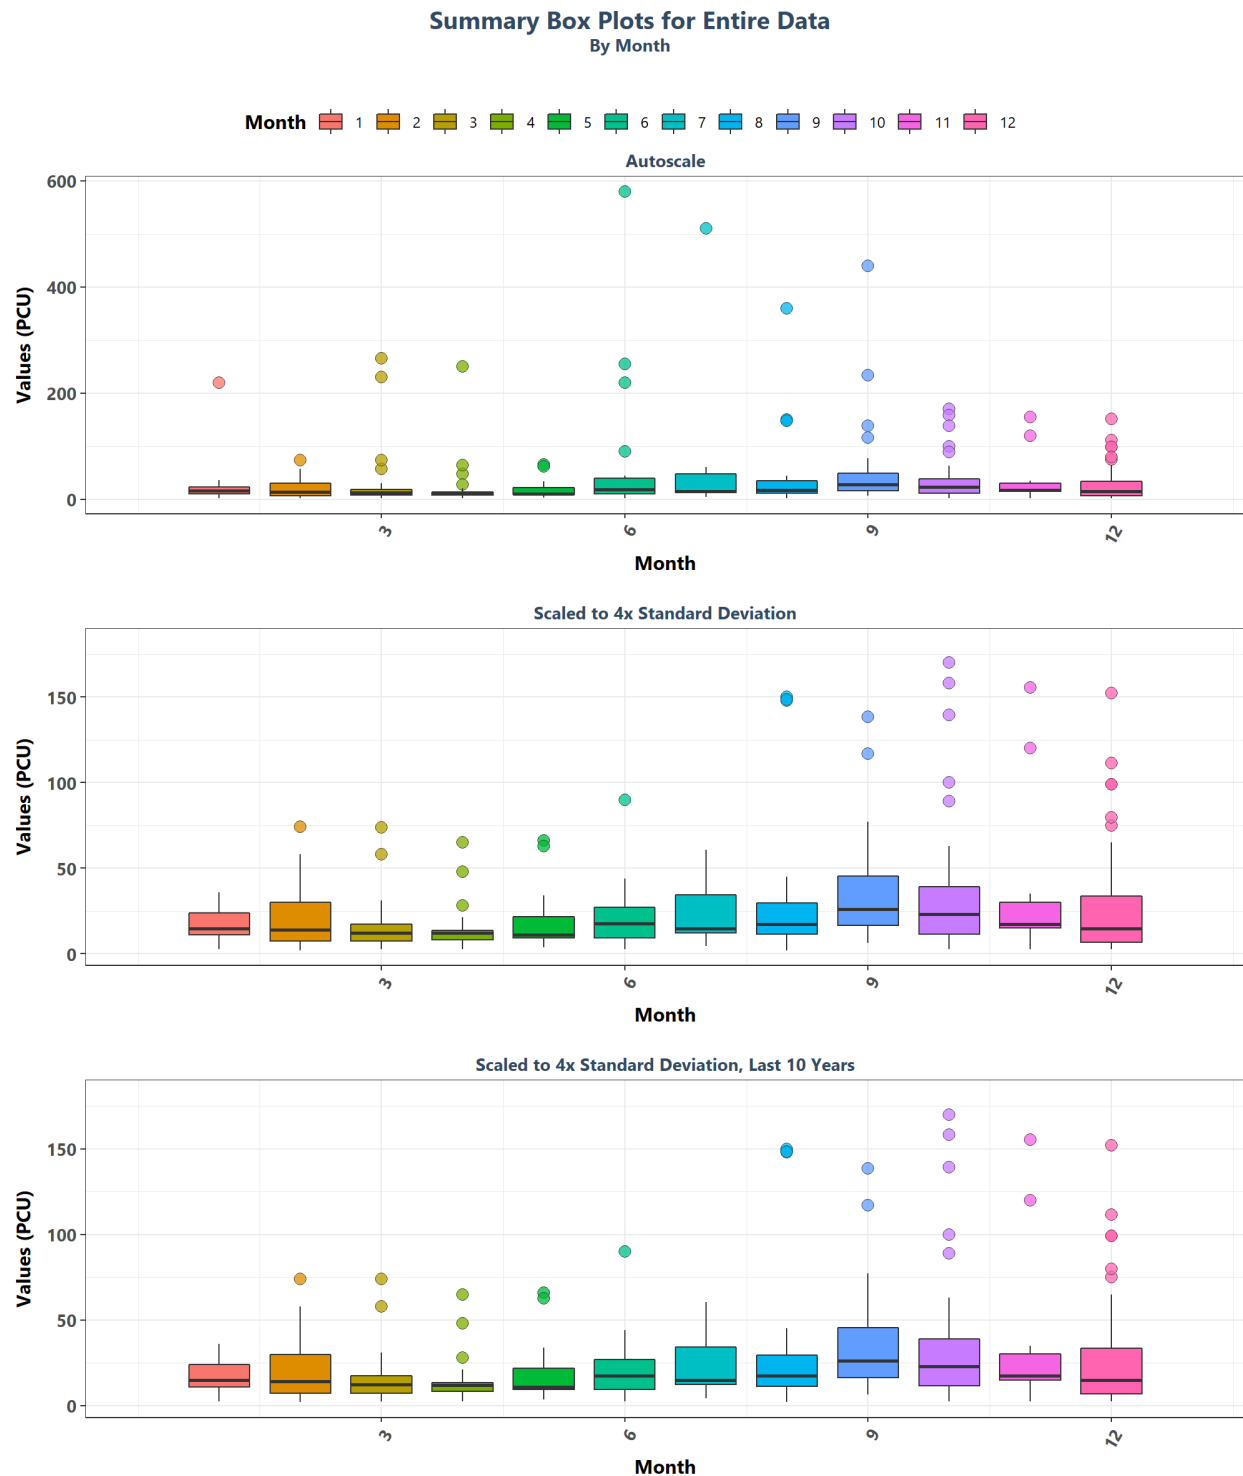 Summary Box Plots for Entire Data
By Month
Month 1 2 3 4 5 6 7 8 9 10 11 12
Autoscale
Values (PCU)
600
400
200
0
3 6 9 12
Month
Scaled to 4x Standard Deviation
Values (PCU)
150
100
50
0
3 6 9 12
Month
Scaled to 4x Standard Deviation, Last 10 Years
Values (PCU)
150
100
50
0
3 6 9 12
Month